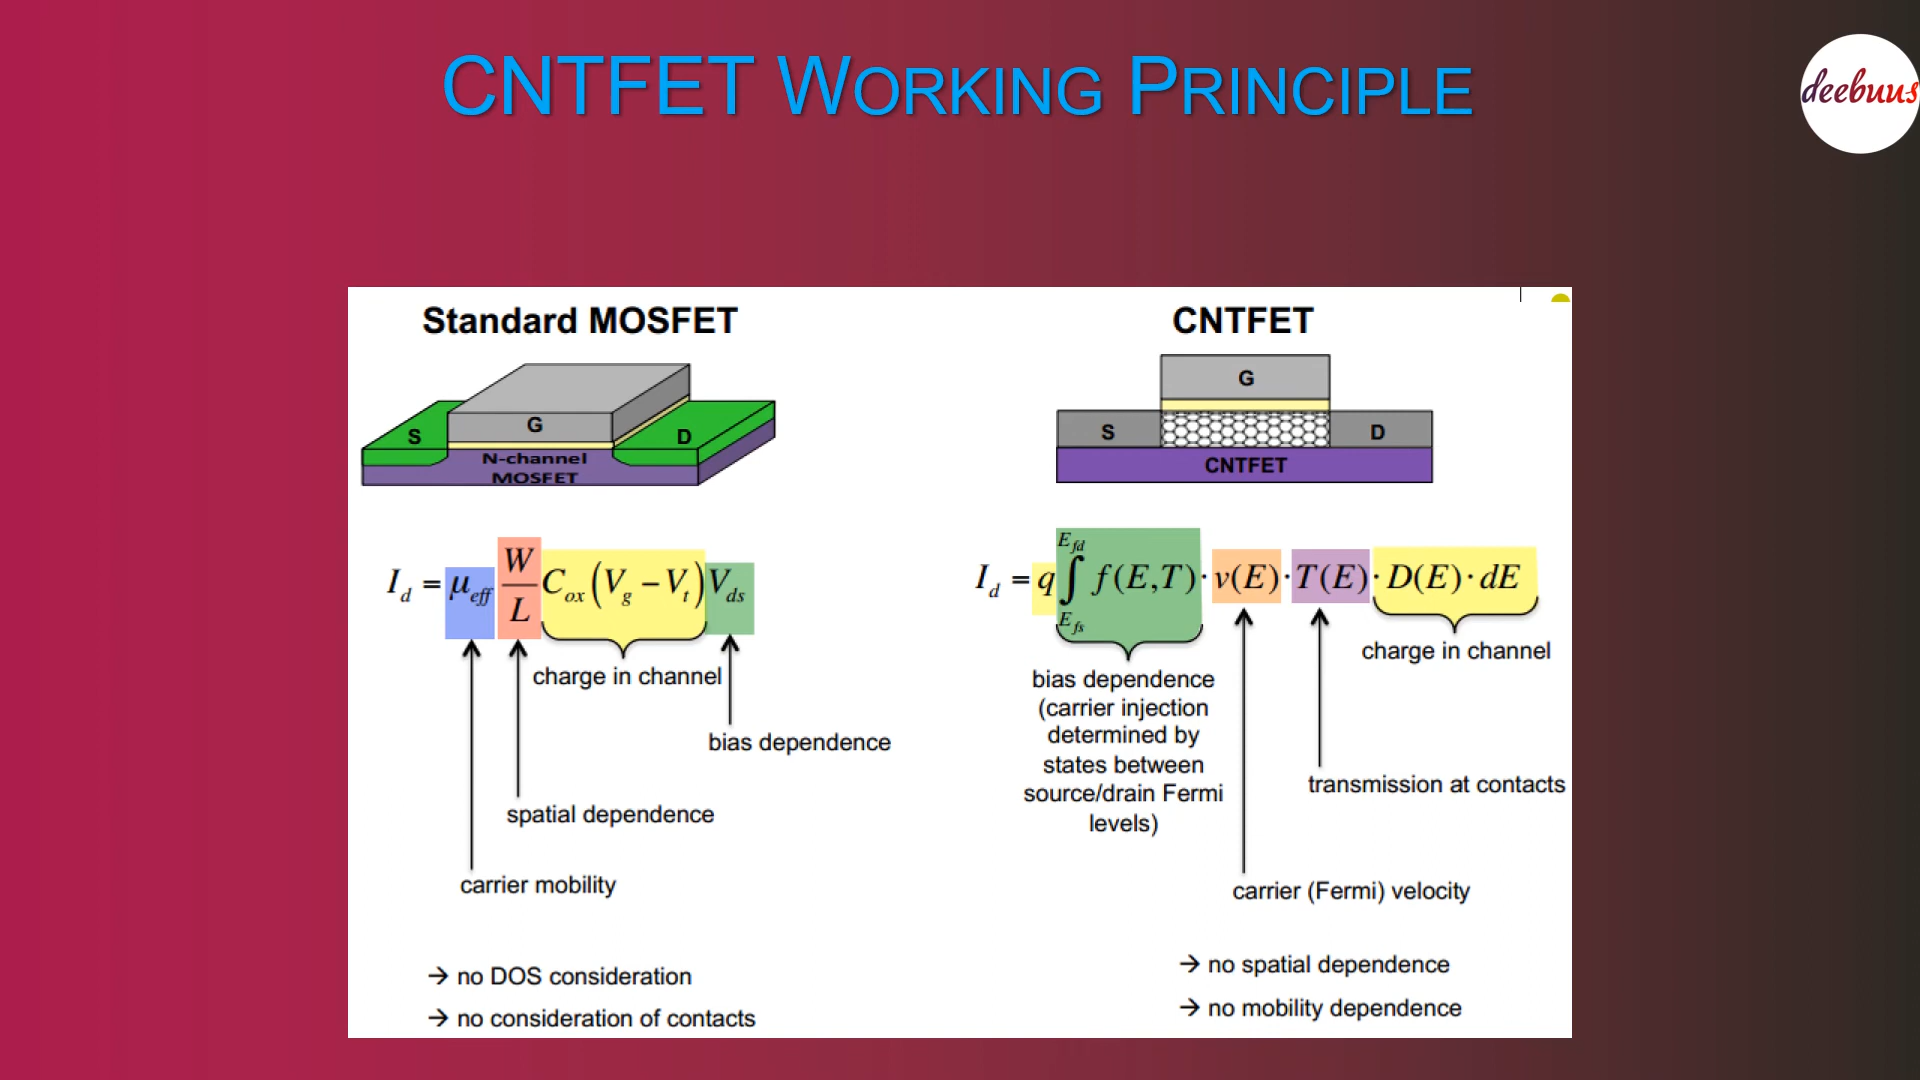 CNTFET WORKING PRINCIPLE
deebuus
Standard MOSFET
G
S
D
N-channel
MOSFET
I_d = μ_eff W/L C_ox (V_g − V_t) V_ds
charge in channel
bias dependence
spatial dependence
carrier mobility
→ no DOS consideration
→ no consideration of contacts
CNTFET
G
S
D
CNTFET
I_d = q ∫_{E_fs}^{E_fd} f(E,T) · v(E) · T(E) · D(E) · dE
charge in channel
bias dependence
(carrier injection
determined by
states between
source/drain Fermi
levels)
transmission at contacts
carrier (Fermi) velocity
→ no spatial dependence
→ no mobility dependence